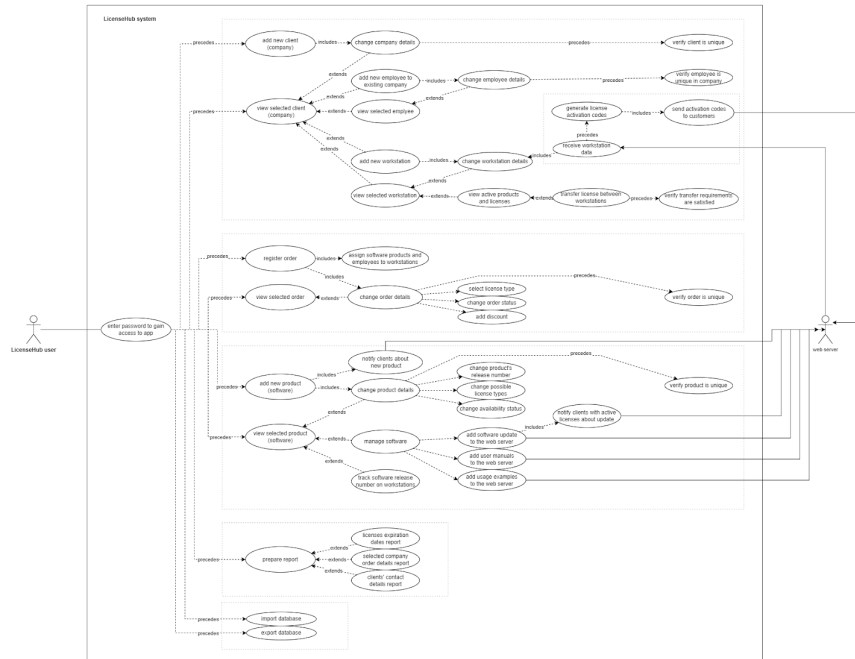 LicenseHub system
precedes
add new client
(company)
includes
change company details
precedes
verify client is unique
extends
add new employee to
existing company
includes
change employee details
precedes
verify employee is
unique in company
extends
extends
precedes
view selected client
(company)
extends
view selected emplyee
generate license
activation codes
includes
send activation codes
to customers
precedes
receive workstation
data
includes
extends
extends
add new workstation
includes
change workstation details
extends
view selected workstation
extends
view active products
and licenses
extends
transfer license between
workstations
precedes
verify transfer requirements
are satisfied
precedes
register order
includes
assign software products and
employees to workstations
includes
precedes
precedes
view selected order
extends
change order details
select license type
change order status
add discount
verify order is unique
LicenseHub user
enter password to gain
access to app
web server
notify clients about
new product
includes
precedes
precedes
add new product
(software)
includes
change product details
change product's
release number
change possible
license types
change availability status
verify product is unique
extends
notify clients with active
licenses about update
includes
precedes
view selected product
(software)
extends
manage software
add software update
to the web server
add user manuals
to the web server
add usage examples
to the web server
extends
track software release
number on workstations
licenses expiration
dates report
extends
precedes
prepare report
extends
selected company
order details report
extends
clients' contact
details report
precedes
import database
precedes
export database